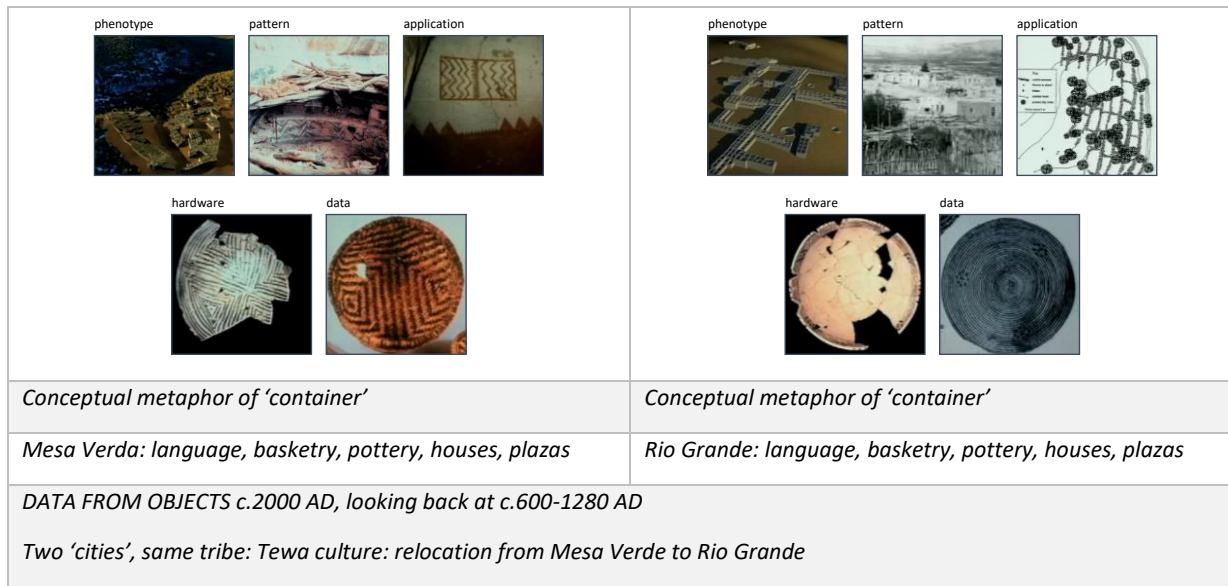 phenotype pattern application
hardware data
Conceptual metaphor of ‘container’
Mesa Verda: language, basketry, pottery, houses, plazas
phenotype pattern application
hardware data
Conceptual metaphor of ‘container’
Rio Grande: language, basketry, pottery, houses, plazas
DATA FROM OBJECTS c.2000 AD, looking back at c.600-1280 AD
Two ‘cities’, same tribe: Tewa culture: relocation from Mesa Verde to Rio Grande